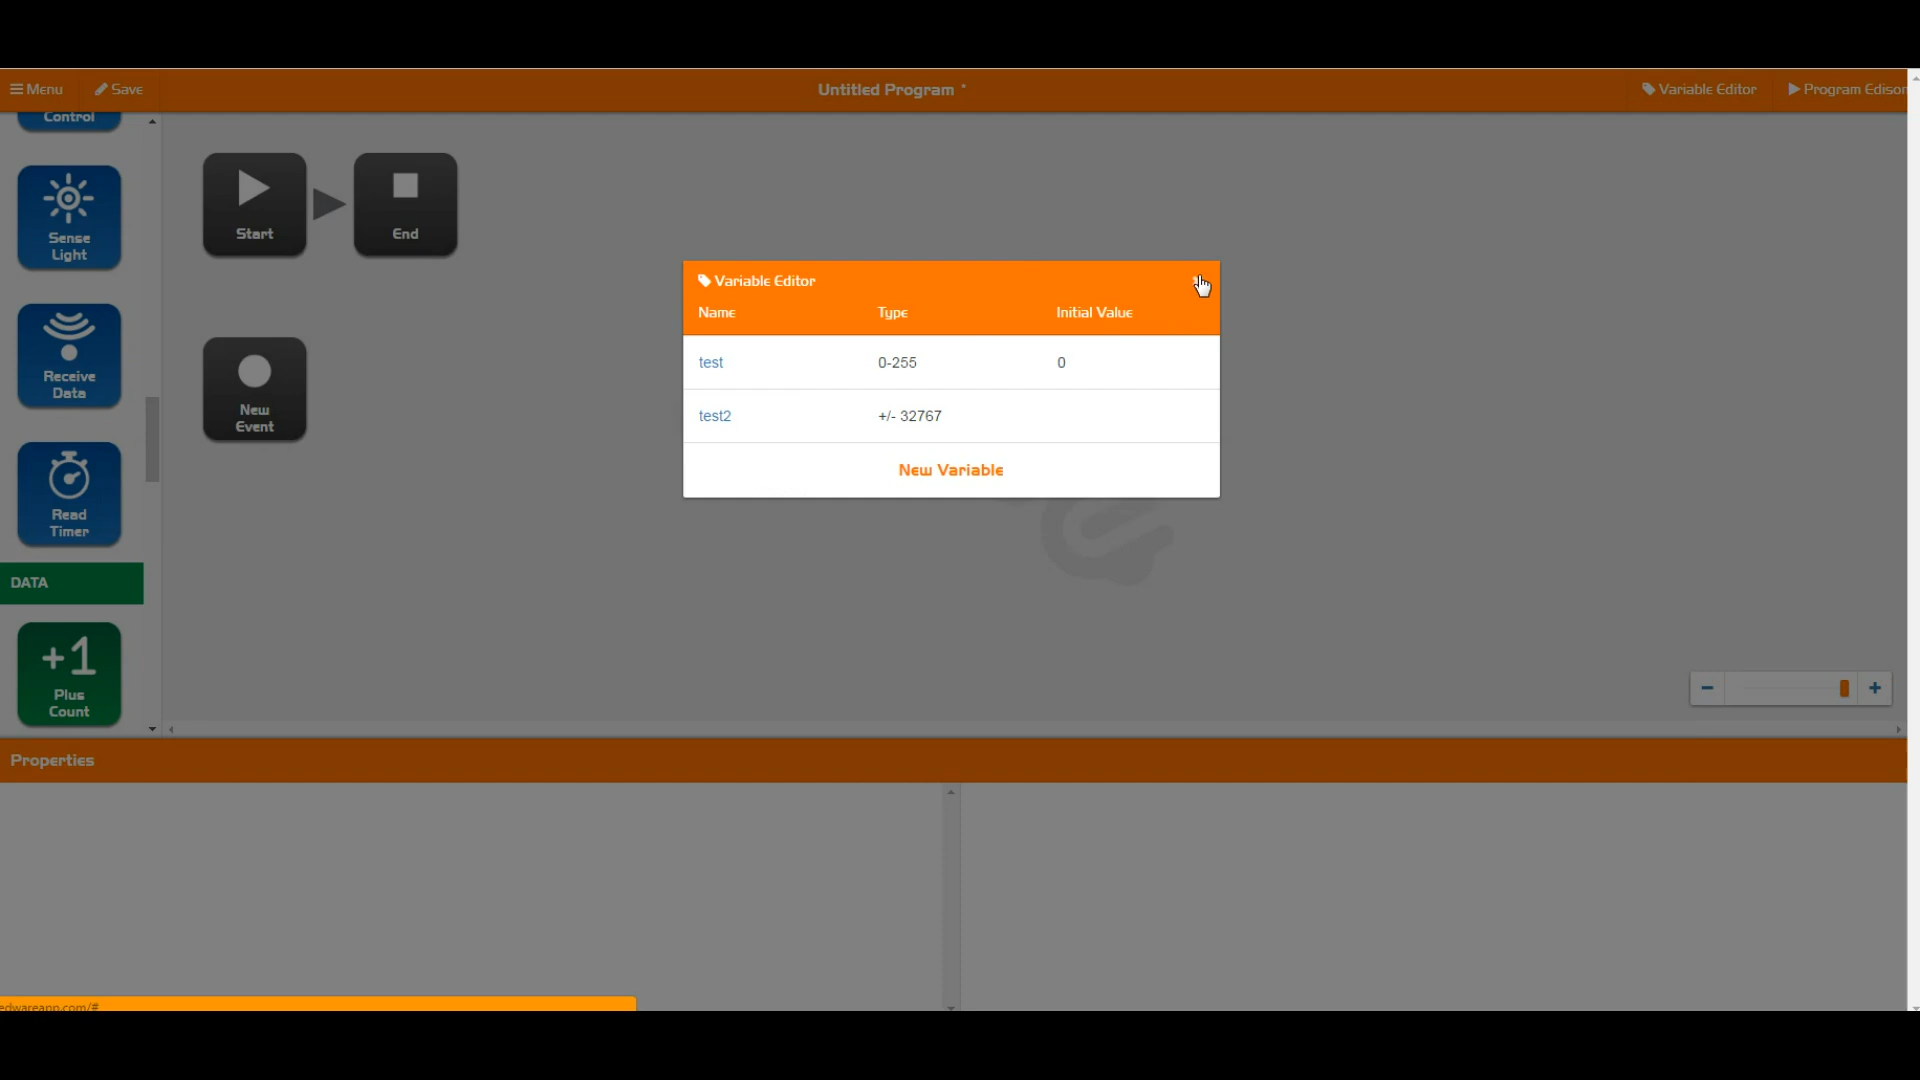 Menu
Save
Untitled Program *
Variable Editor
Program Edison
Control
Sense
Light
Receive
Data
Read
Timer
DATA
+1
Plus
Count
Start
End
New
Event
Variable Editor
Name
Type
Initial Value
test
0-255
0
test2
+/- 32767
New Variable
Properties
edwareapp.com/#